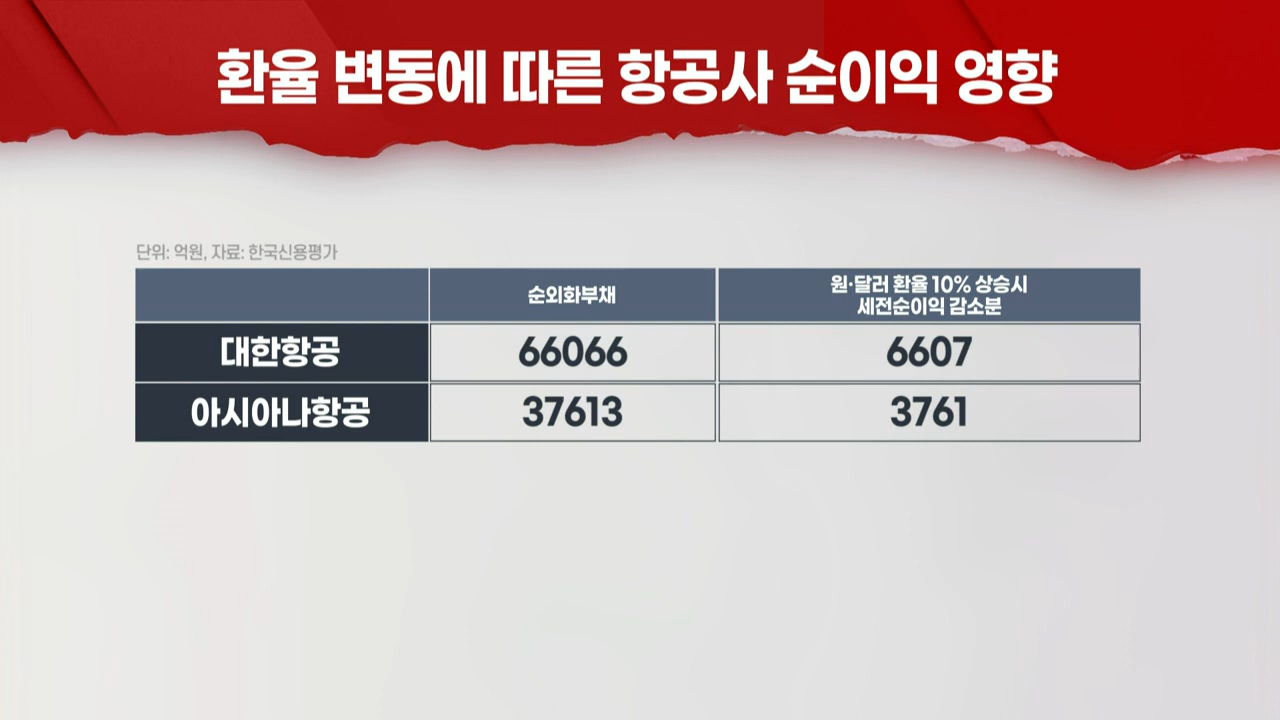 환율 변동에 따른 항공사 순이익 영향
단위: 억원, 자료: 한국신용평가
순외화부채
원·달러 환율 10% 상승시
세전순이익 감소분
대한항공 66066 6607
아시아나항공 37613 3761